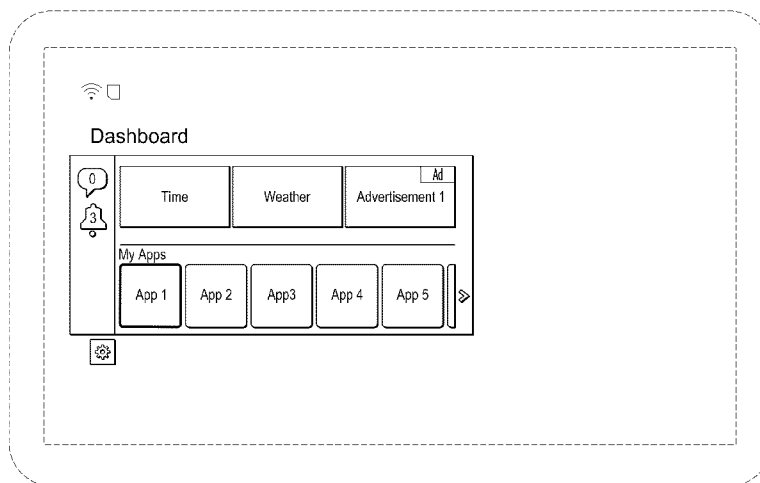 Dashboard
0
3
Time
Weather
Ad
Advertisement 1
My Apps
App 1
App 2
App3
App 4
App 5